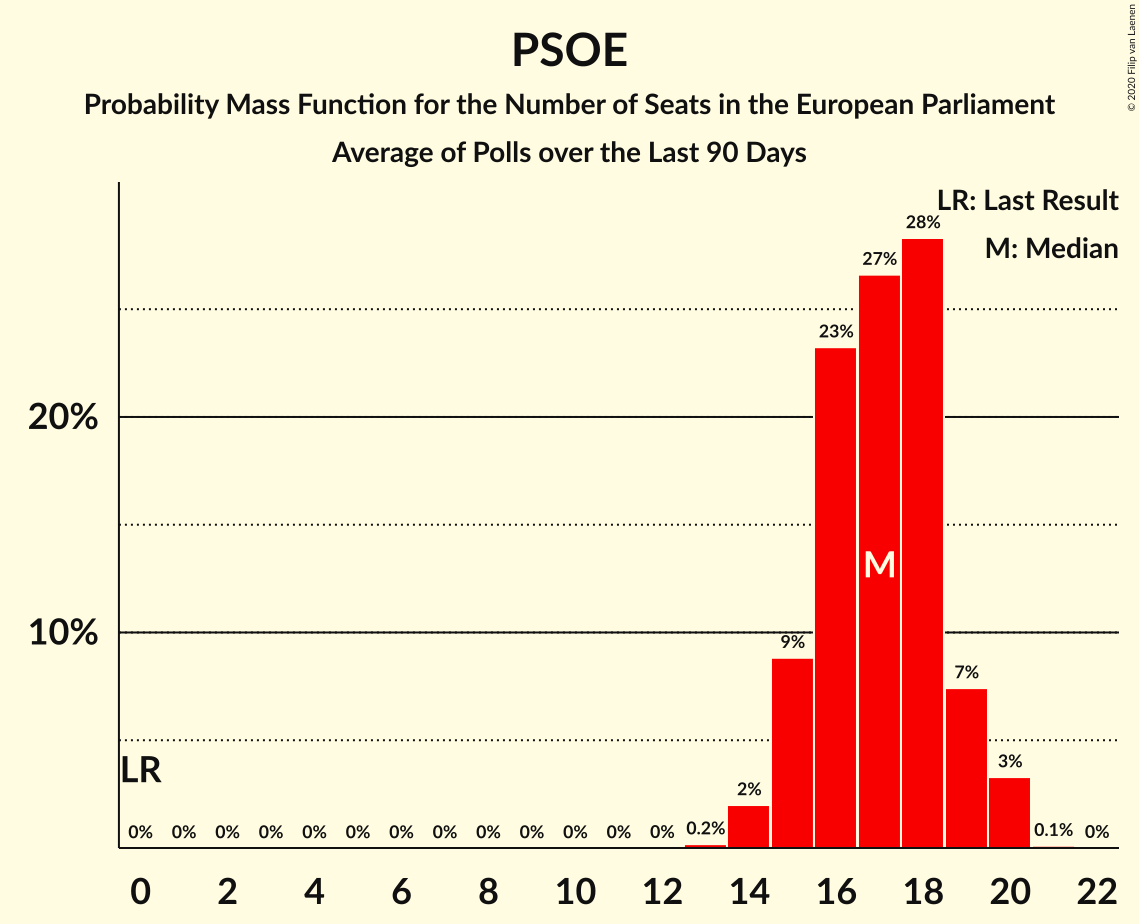 PSOE
Probability Mass Function for the Number of Seats in the European Parliament
Average of Polls over the Last 90 Days
© 2020 Filip van Laenen
LR: Last Result
M: Median
28%
27%
23%
20%
M
10%
9%
7%
LR
3%
2%
0% 0% 0% 0% 0% 0% 0% 0% 0% 0% 0% 0% 0% 0.2% 0.1% 0%
0 2 4 6 8 10 12 14 16 18 20 22